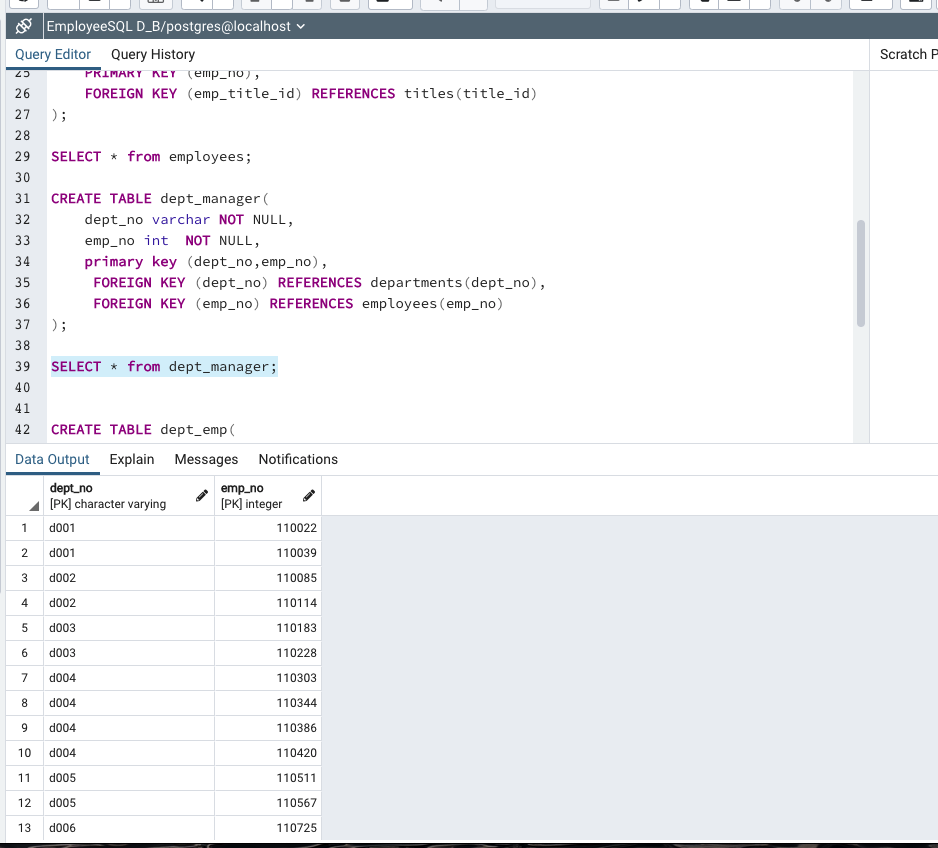 EmployeeSQL D_B/postgres@localhost
Query Editor Query History Scratch P
25 PRIMARY KEY (emp_no),
26 FOREIGN KEY (emp_title_id) REFERENCES titles(title_id)
27 );
28
29 SELECT * from employees;
30
31 CREATE TABLE dept_manager(
32 dept_no varchar NOT NULL,
33 emp_no int  NOT NULL,
34 primary key (dept_no,emp_no),
35 FOREIGN KEY (dept_no) REFERENCES departments(dept_no),
36 FOREIGN KEY (emp_no) REFERENCES employees(emp_no)
37 );
38
39 SELECT * from dept_manager;
40
41
42 CREATE TABLE dept_emp(
Data Output Explain Messages Notifications
dept_no emp_no
[PK] character varying [PK] integer
1 d001 110022
2 d001 110039
3 d002 110085
4 d002 110114
5 d003 110183
6 d003 110228
7 d004 110303
8 d004 110344
9 d004 110386
10 d004 110420
11 d005 110511
12 d005 110567
13 d006 110725